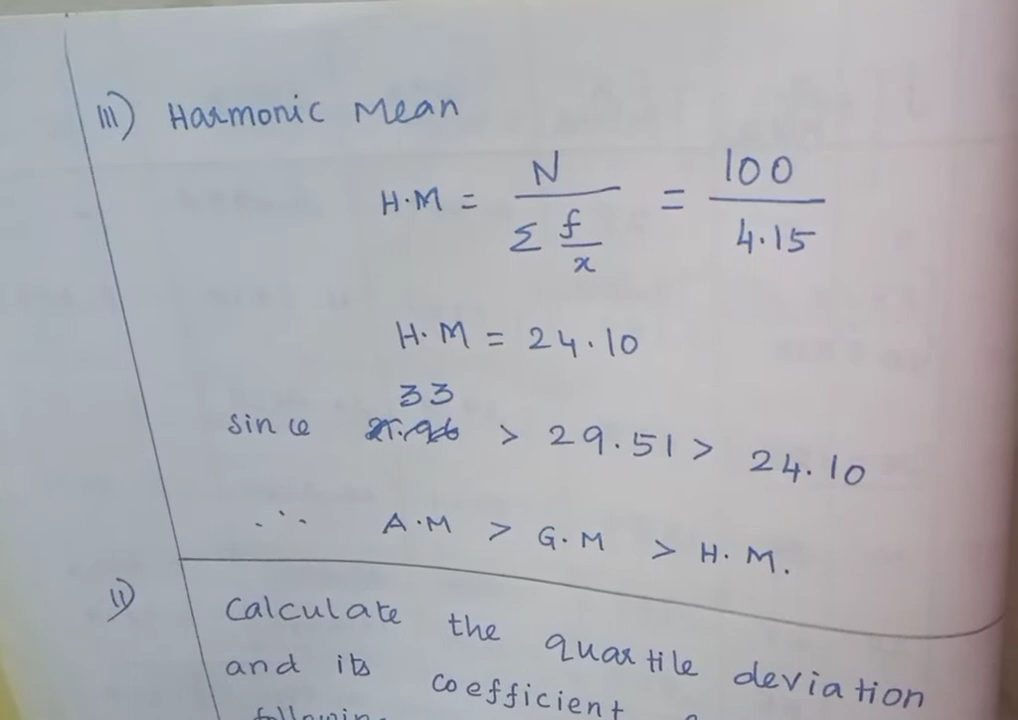 III) Harmonic Mean
H.M = N / Σ f/x = 100 / 4.15
H.M = 24.10
33
since > 29.51 > 24.10
∴ A.M > G.M > H.M.
11) Calculate the quartile deviation
and its coefficient